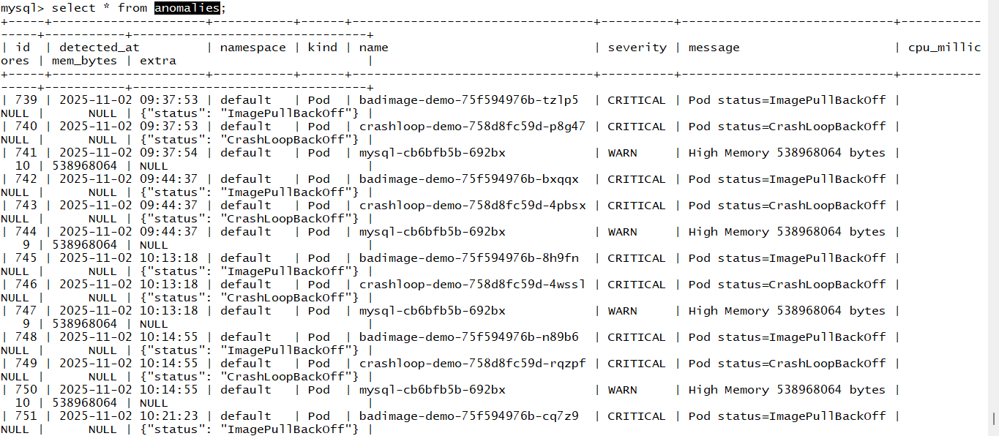 mysql> select * from anomalies;
+-----+---------------------+-----------+------+---------------------------------+----------+-----------------------------+-----------
-----+-----------+--------------------------------+
| id  | detected_at         | namespace | kind | name                            | severity | message                     | cpu_millic
ores | mem_bytes | extra                          |
+-----+---------------------+-----------+------+---------------------------------+----------+-----------------------------+-----------
-----+-----------+--------------------------------+
| 739 | 2025-11-02 09:37:53 | default   | Pod  | badimage-demo-75f594976b-tzlp5  | CRITICAL | Pod status=ImagePullBackOff |
NULL |      NULL | {"status": "ImagePullBackOff"} |
| 740 | 2025-11-02 09:37:53 | default   | Pod  | crashloop-demo-758d8fc59d-p8g47 | CRITICAL | Pod status=CrashLoopBackOff |
NULL |      NULL | {"status": "CrashLoopBackOff"} |
| 741 | 2025-11-02 09:37:54 | default   | Pod  | mysql-cb6bfb5b-692bx            | WARN     | High Memory 538968064 bytes |
  10 | 538968064 | NULL                           |
| 742 | 2025-11-02 09:44:37 | default   | Pod  | badimage-demo-75f594976b-bxqqx  | CRITICAL | Pod status=ImagePullBackOff |
NULL |      NULL | {"status": "ImagePullBackOff"} |
| 743 | 2025-11-02 09:44:37 | default   | Pod  | crashloop-demo-758d8fc59d-4pbsx | CRITICAL | Pod status=CrashLoopBackOff |
NULL |      NULL | {"status": "CrashLoopBackOff"} |
| 744 | 2025-11-02 09:44:37 | default   | Pod  | mysql-cb6bfb5b-692bx            | WARN     | High Memory 538968064 bytes |
   9 | 538968064 | NULL                           |
| 745 | 2025-11-02 10:13:18 | default   | Pod  | badimage-demo-75f594976b-8h9fn  | CRITICAL | Pod status=ImagePullBackOff |
NULL |      NULL | {"status": "ImagePullBackOff"} |
| 746 | 2025-11-02 10:13:18 | default   | Pod  | crashloop-demo-758d8fc59d-4wssl | CRITICAL | Pod status=CrashLoopBackOff |
NULL |      NULL | {"status": "CrashLoopBackOff"} |
| 747 | 2025-11-02 10:13:18 | default   | Pod  | mysql-cb6bfb5b-692bx            | WARN     | High Memory 538968064 bytes |
   9 | 538968064 | NULL                           |
| 748 | 2025-11-02 10:14:55 | default   | Pod  | badimage-demo-75f594976b-n89b6  | CRITICAL | Pod status=ImagePullBackOff |
NULL |      NULL | {"status": "ImagePullBackOff"} |
| 749 | 2025-11-02 10:14:55 | default   | Pod  | crashloop-demo-758d8fc59d-rqzpf | CRITICAL | Pod status=CrashLoopBackOff |
NULL |      NULL | {"status": "CrashLoopBackOff"} |
| 750 | 2025-11-02 10:14:55 | default   | Pod  | mysql-cb6bfb5b-692bx            | WARN     | High Memory 538968064 bytes |
  10 | 538968064 | NULL                           |
| 751 | 2025-11-02 10:21:23 | default   | Pod  | badimage-demo-75f594976b-cq7z9  | CRITICAL | Pod status=ImagePullBackOff |
NULL |      NULL | {"status": "ImagePullBackOff"} |